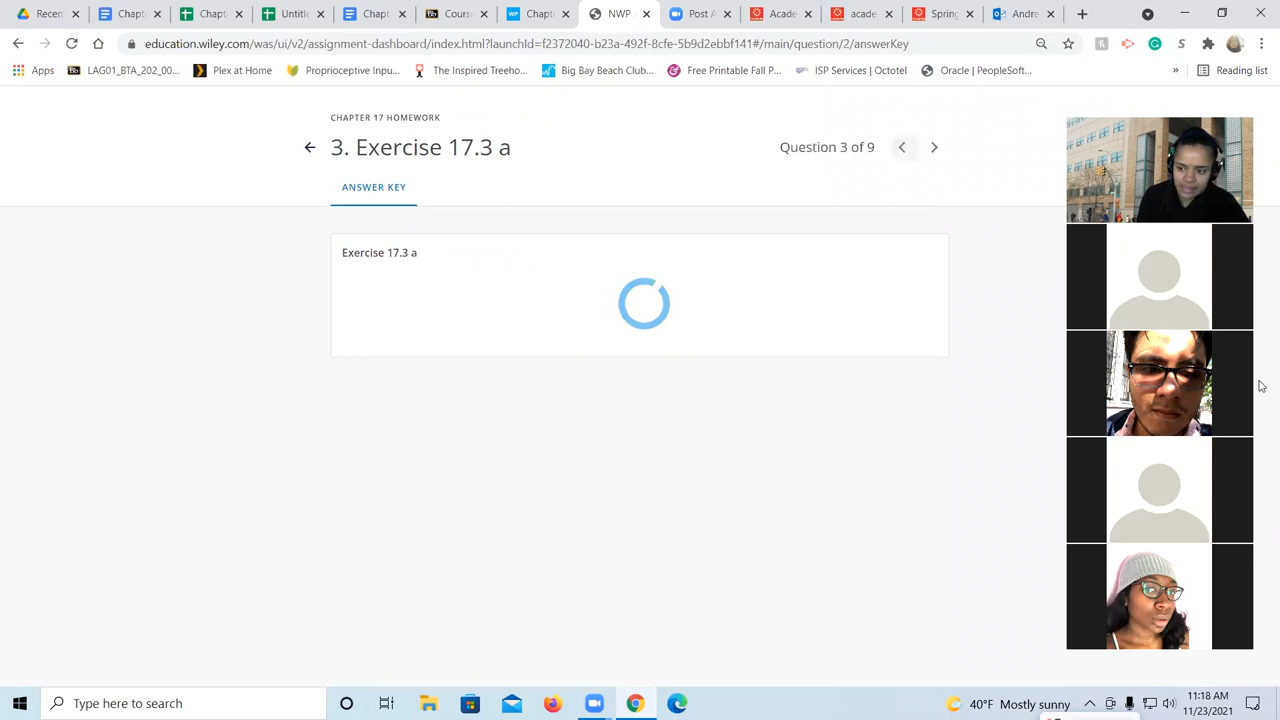 Recen
Chapt
Chapt
Untitle
Chapt
Cours
Chapt
NWP
Post A
Acade
acade
Spring
Andre
education.wiley.com/was/ui/v2/assignment-dashboard/index.html?launchId=f2372040-b23a-492f-8cfe-5b9d2ebbf141#/main/question/2/answerKey
Apps
LAG01_BTA_202_00...
Plex at Home
Proprioceptive Inpu...
The Inspired Treeho...
Big Bay Beach Club...
Free Printable Fall P...
ISP Services | Octotel
Oracle | PeopleSoft...
»
Reading list
CHAPTER 17 HOMEWORK
3. Exercise 17.3 a
Question 3 of 9
ANSWER KEY
Exercise 17.3 a
Type here to search
40°F Mostly sunny
11:18 AM
11/23/2021